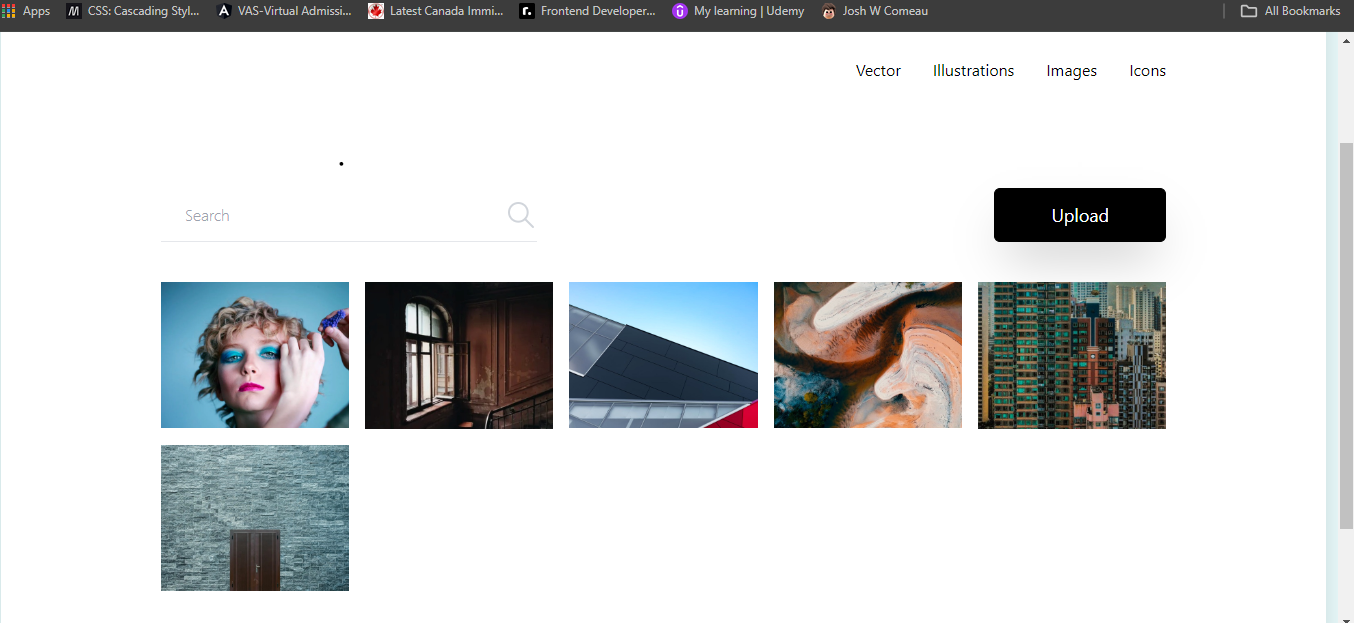 Apps CSS: Cascading Styl... VAS-Virtual Admissi... Latest Canada Immi... Frontend Developer... My learning | Udemy Josh W Comeau All Bookmarks
Vector Illustrations Images Icons
.
Search Upload